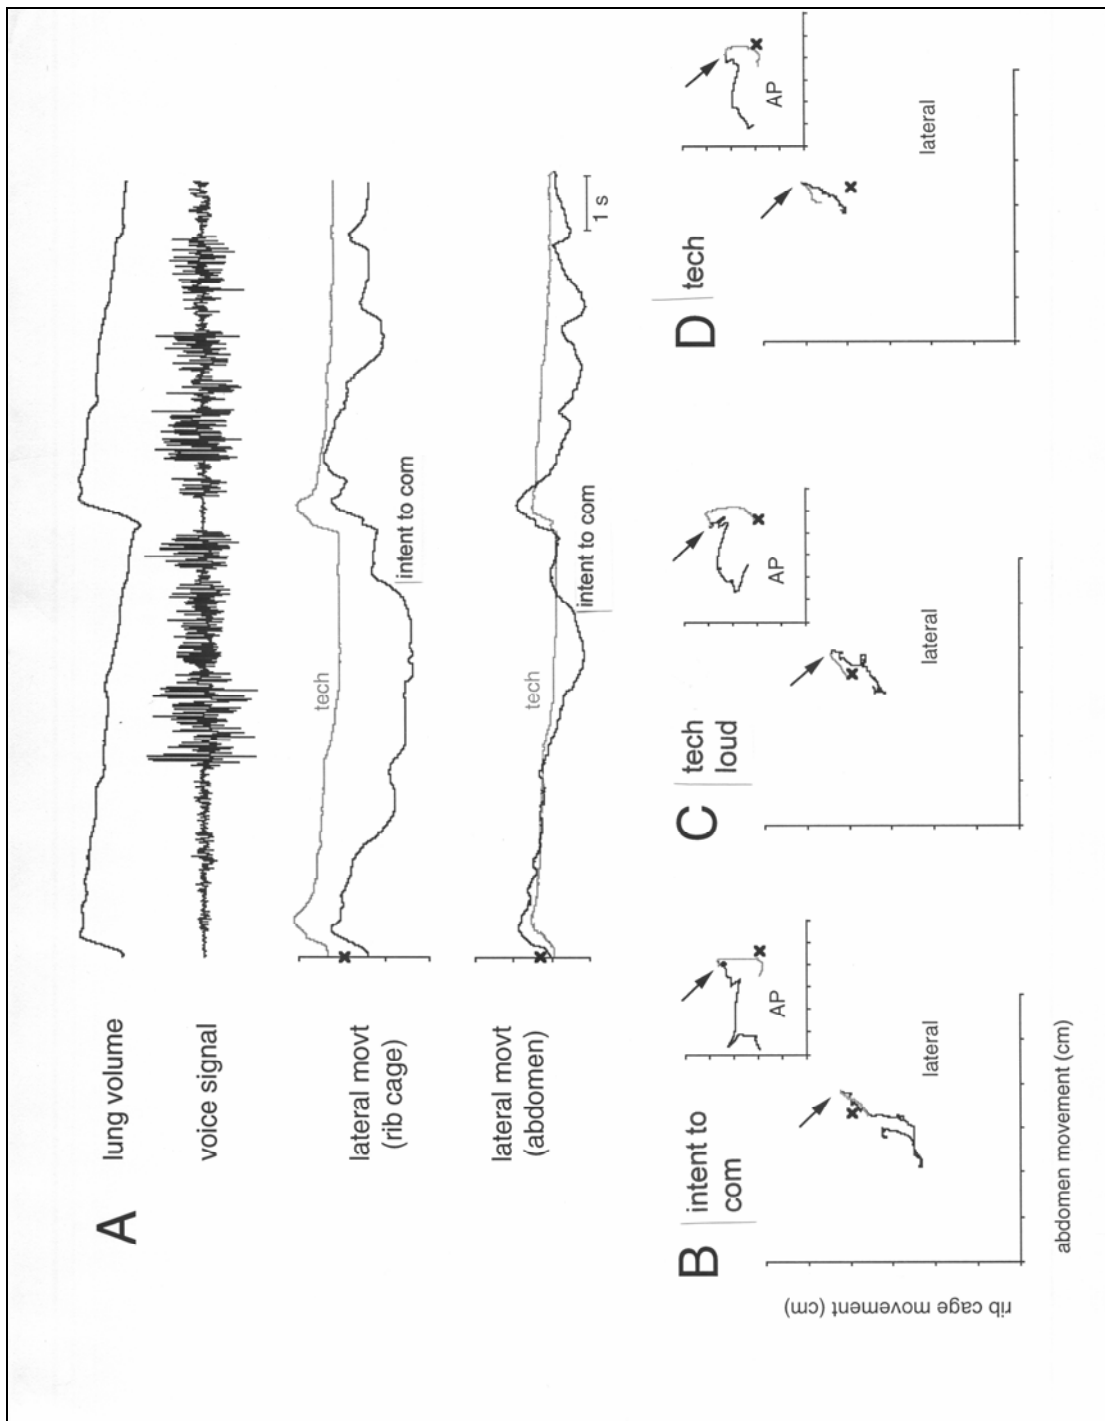 A
lung volume
voice signal
lateral movt
(rib cage)
tech
intent to com
lateral movt
(abdomen)
tech
intent to com
1 s
B
intent to
com
AP
lateral
rib cage movement (cm)
abdomen movement (cm)
C
tech
loud
AP
lateral
D
tech
AP
lateral